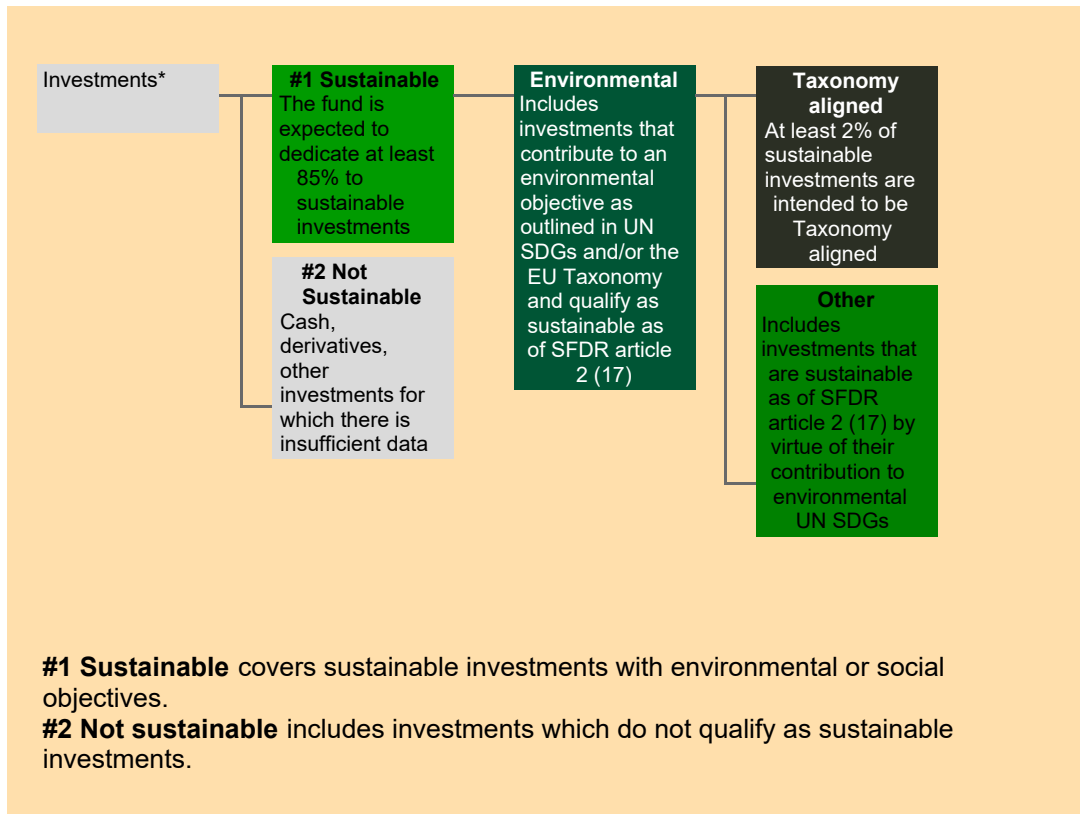 Investments*
#1 Sustainable
The fund is
expected to
dedicate at least
85% to
sustainable
investments
#2 Not
Sustainable
Cash,
derivatives,
other
investments for
which there is
insufficient data
Environmental
Includes
investments that
contribute to an
environmental
objective as
outlined in UN
SDGs and/or the
EU Taxonomy
and qualify as
sustainable as
of SFDR article
2 (17)
Taxonomy
aligned
At least 2% of
sustainable
investments are
intended to be
Taxonomy
aligned
Other
Includes
investments that
are sustainable
as of SFDR
article 2 (17) by
virtue of their
contribution to
environmental
UN SDGs
#1 Sustainable covers sustainable investments with environmental or social
objectives.
#2 Not sustainable includes investments which do not qualify as sustainable
investments.